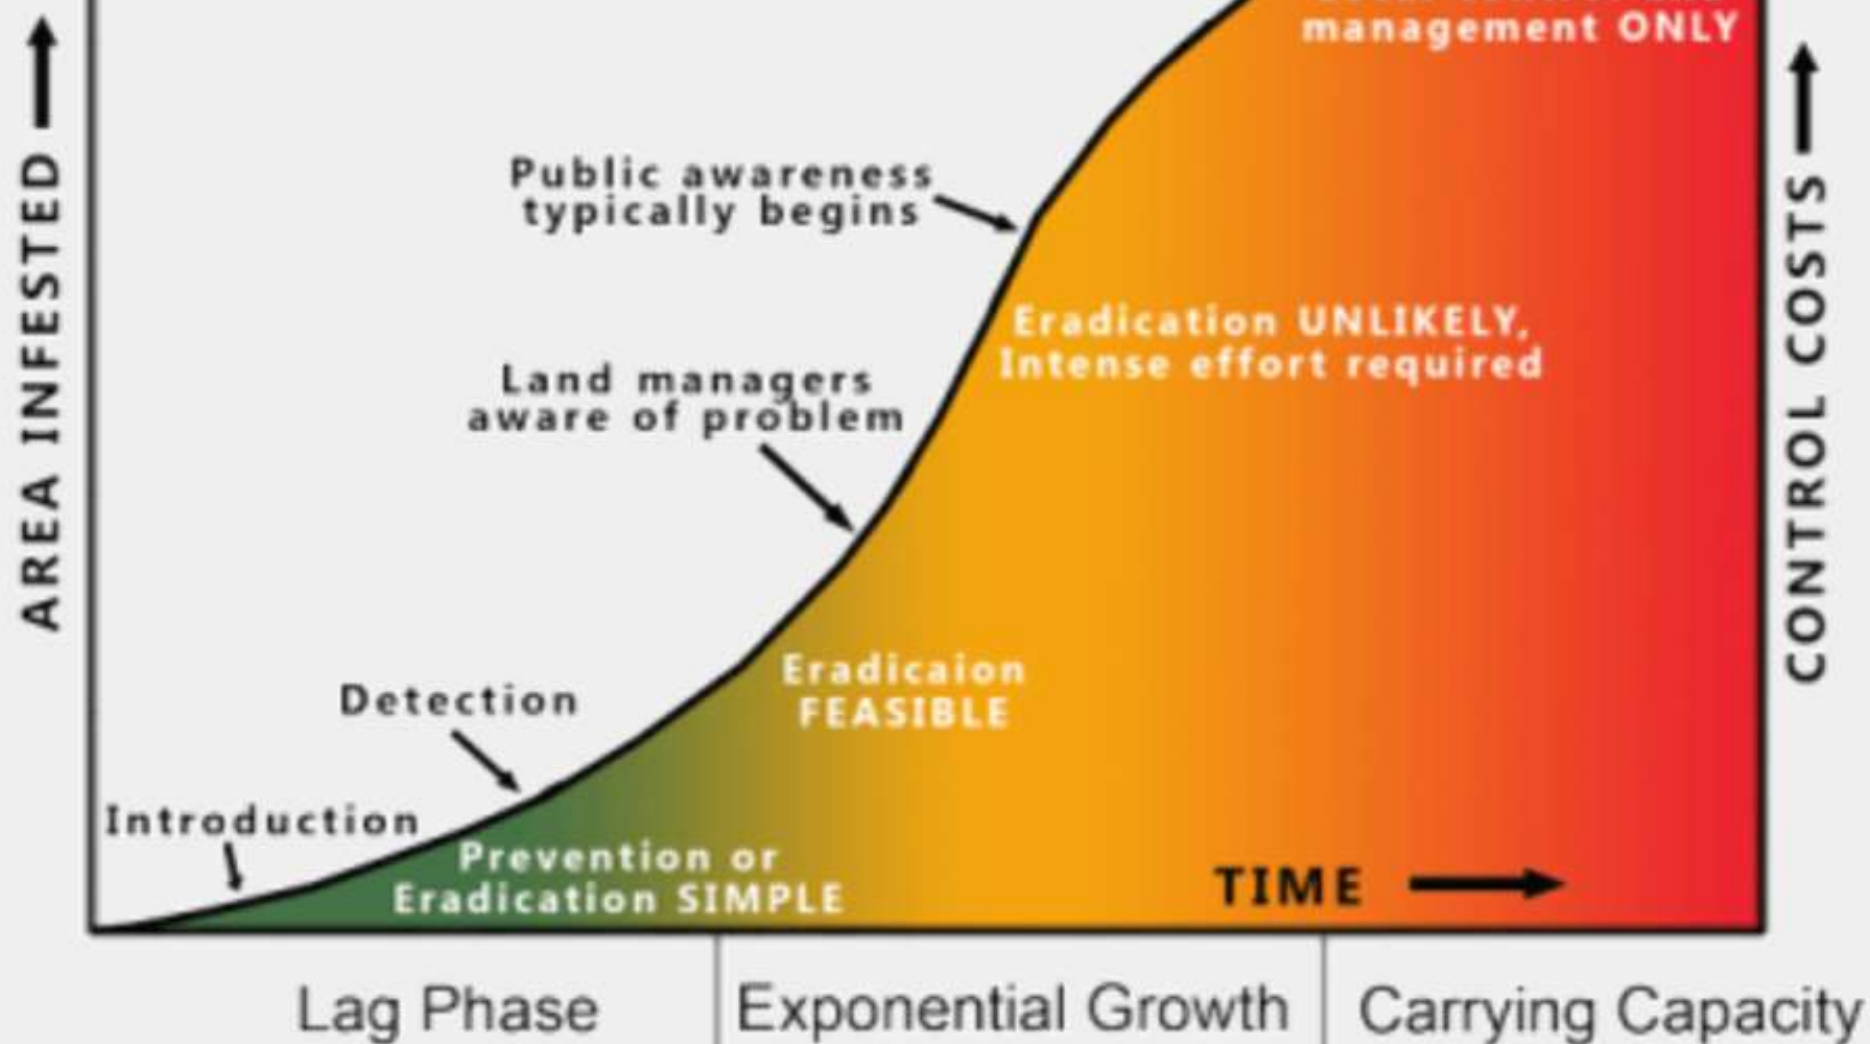 management ONLY
Public awareness
typically begins
Eradication UNLIKELY,
Intense effort required
Land managers
aware of problem
Eradicaion
FEASIBLE
Detection
Introduction
Prevention or
Eradication SIMPLE
TIME
AREA INFESTED
CONTROL COSTS
Lag Phase
Exponential Growth
Carrying Capacity